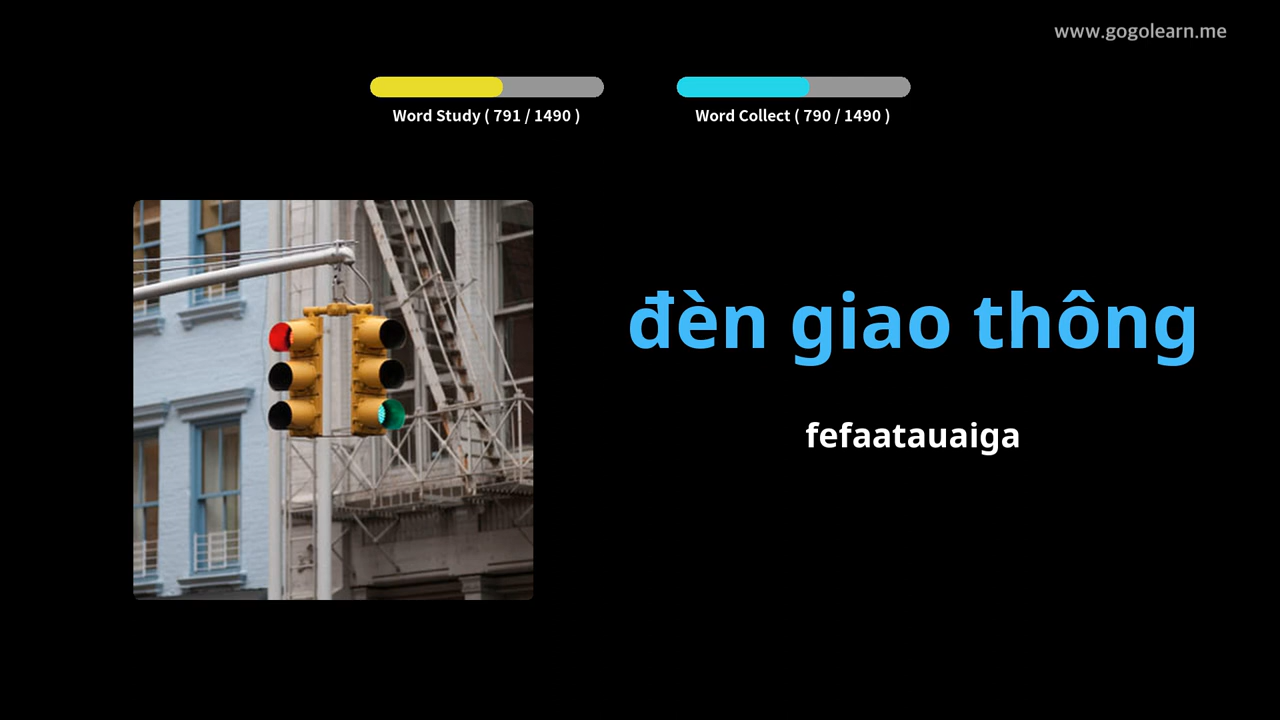 www.gogolearn.me
Word Study ( 791 / 1490 )
Word Collect ( 790 / 1490 )
đèn giao thông
fefaatauaiga